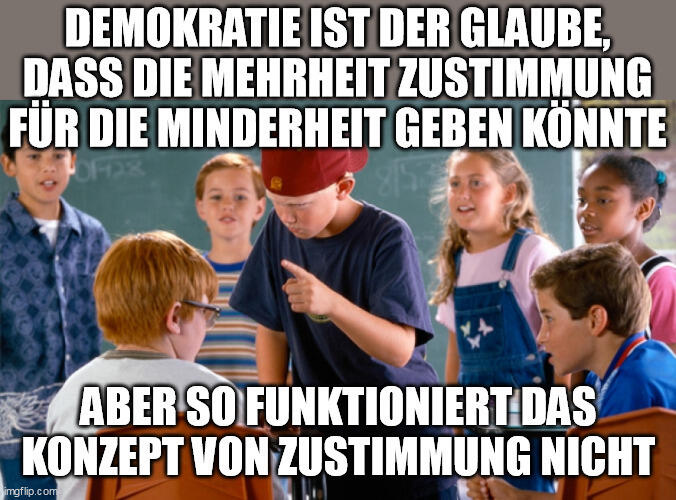 DEMOKRATIE IST DER GLAUBE,
DASS DIE MEHRHEIT ZUSTIMMUNG
FÜR DIE MINDERHEIT GEBEN KÖNNTE
ABER SO FUNKTIONIERT DAS
KONZEPT VON ZUSTIMMUNG NICHT
imgflip.com